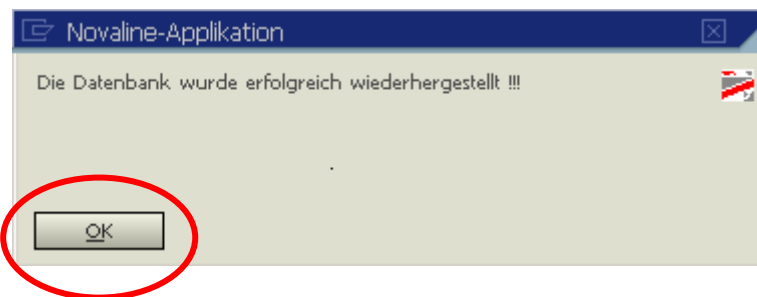 Novaline-Applikation
Die Datenbank wurde erfolgreich wiederhergestellt !!!
OK